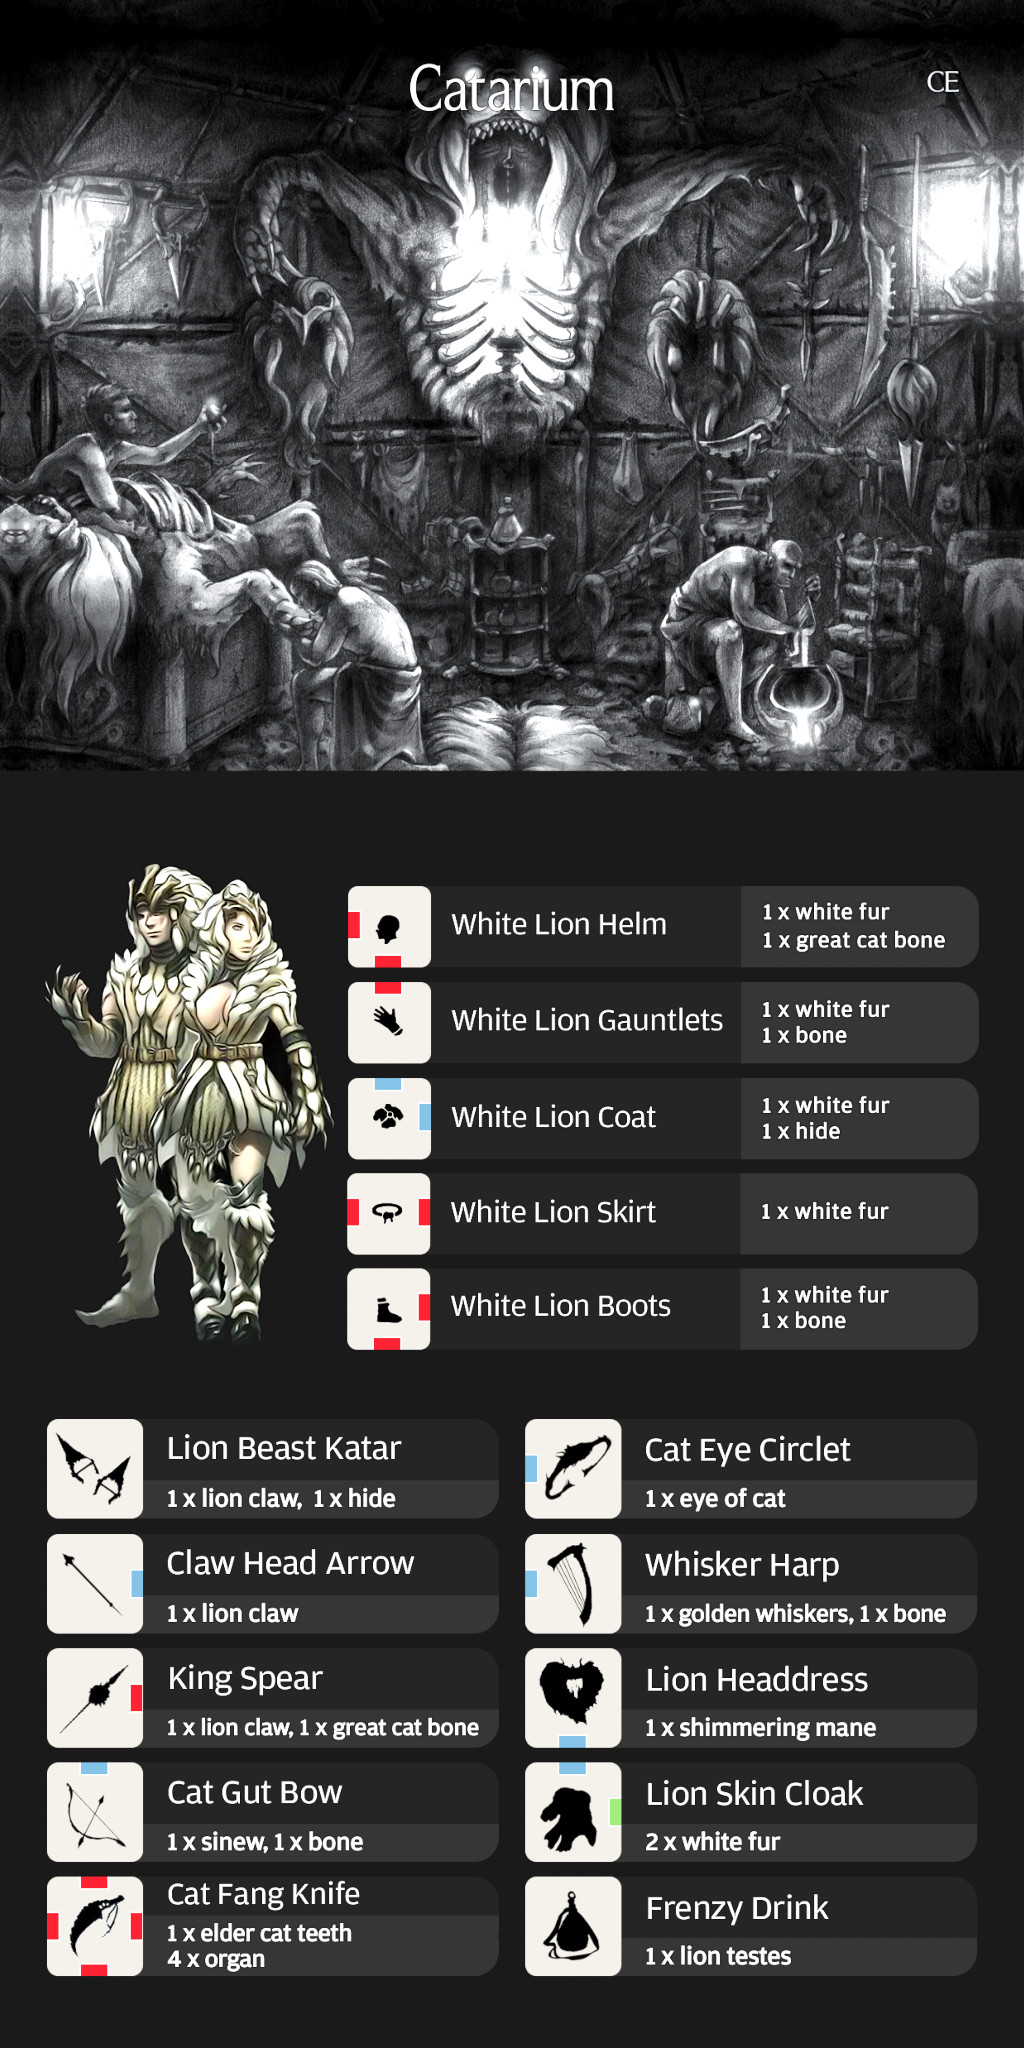 Catarium
CE
White Lion Helm
1 x white fur
1 x great cat bone
White Lion Gauntlets
1 x white fur
1 x bone
White Lion Coat
1 x white fur
1 x hide
White Lion Skirt
1 x white fur
White Lion Boots
1 x white fur
1 x bone
Lion Beast Katar
1 x lion claw, 1 x hide
Claw Head Arrow
1 x lion claw
King Spear
1 x lion claw, 1 x great cat bone
Cat Gut Bow
1 x sinew, 1 x bone
Cat Fang Knife
1 x elder cat teeth
4 x organ
Cat Eye Circlet
1 x eye of cat
Whisker Harp
1 x golden whiskers, 1 x bone
Lion Headdress
1 x shimmering mane
Lion Skin Cloak
2 x white fur
Frenzy Drink
1 x lion testes